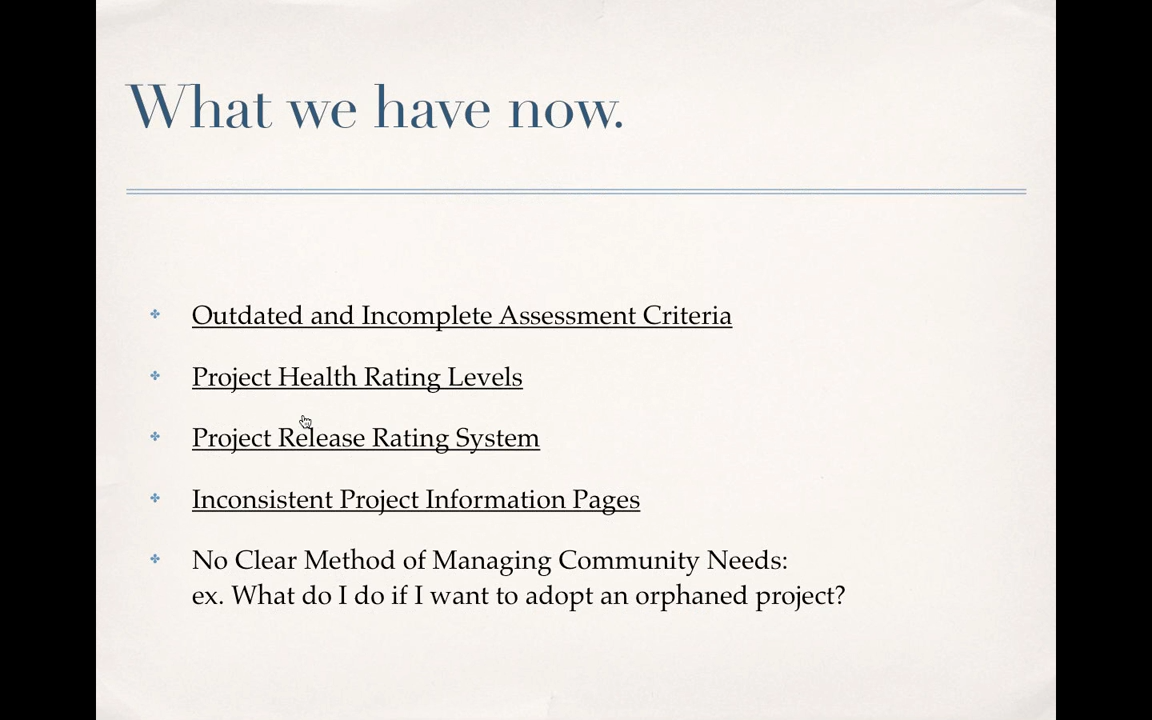 What we have now.
Outdated and Incomplete Assessment Criteria
Project Health Rating Levels
Project Release Rating System
Inconsistent Project Information Pages
No Clear Method of Managing Community Needs:
ex. What do I do if I want to adopt an orphaned project?